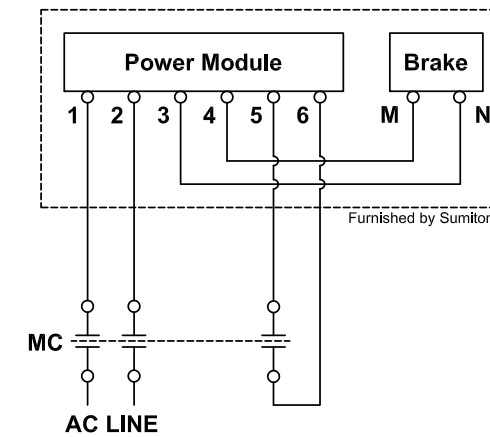 Power Module Brake
1 2 3 4 5 6 M N
Furnished by Sumitor
MC
AC LINE